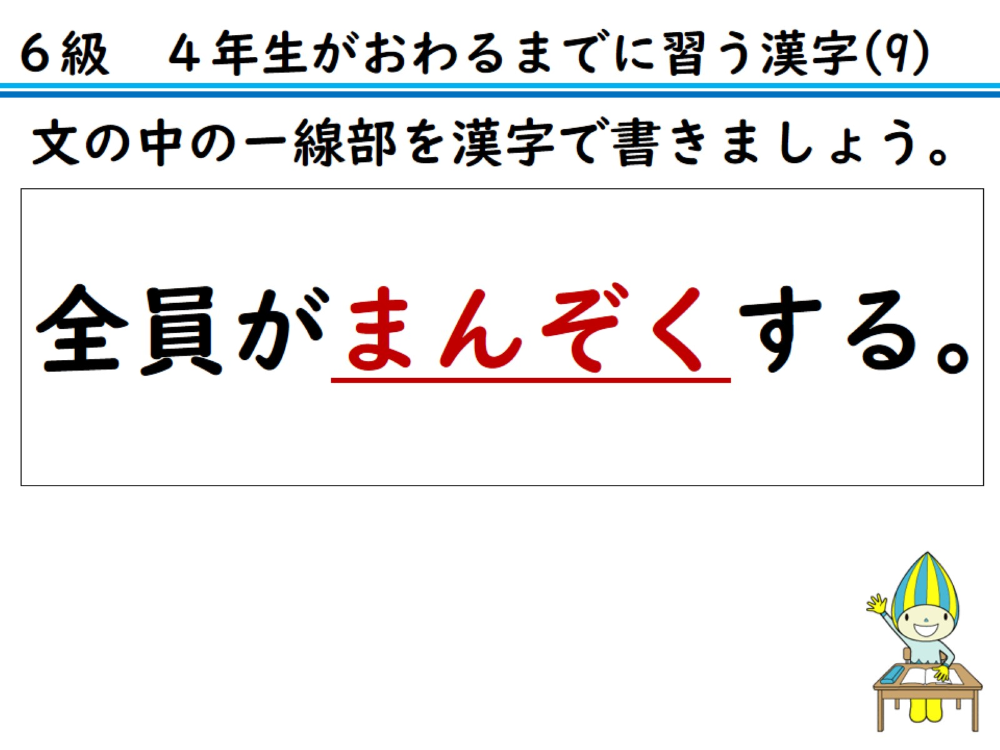 ６級　４年生がおわるまでに習う漢字(9)
文の中の一線部を漢字で書きましょう。
全員がまんぞくする。